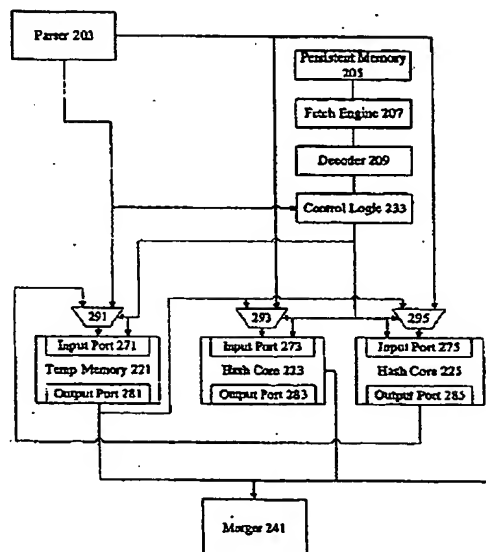 Parser 203
Persistent Memory
205
Fetch Engine 207
Decoder 209
Control Logic 233
291
293
295
Input Port 271
Temp Memory 221
Output Port 281
Input Port 273
Hash Core 223
Output Port 283
Input Port 275
Hash Core 225
Output Port 285
Merger 241